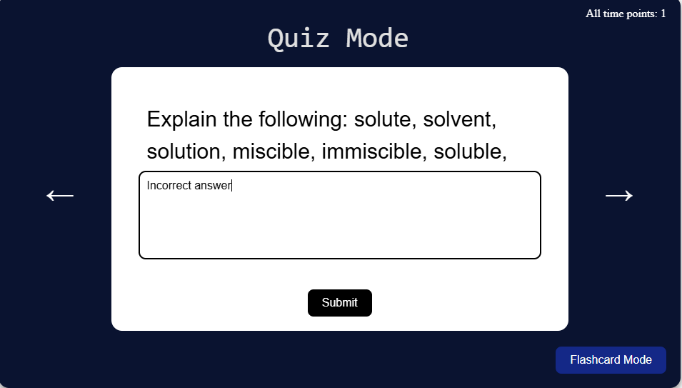 All time points: 1
Quiz Mode
Explain the following: solute, solvent,
solution, miscible, immiscible, soluble,
Incorrect answer
Submit
Flashcard Mode